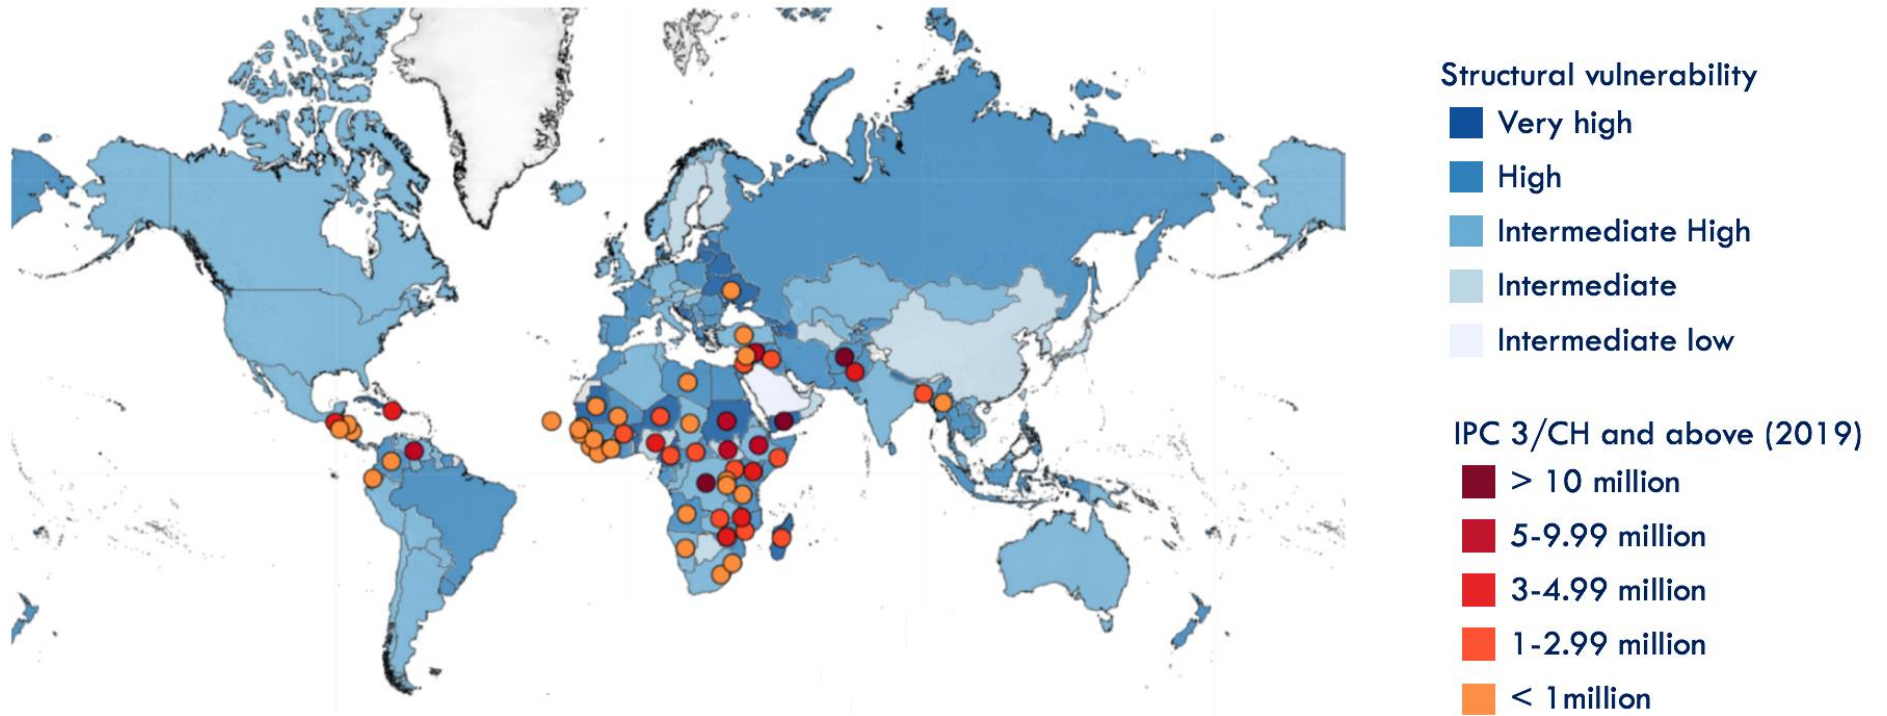 Structural vulnerability
Very high
High
Intermediate High
Intermediate
Intermediate low
IPC 3/CH and above (2019)
> 10 million
5-9.99 million
3-4.99 million
1-2.99 million
< 1million